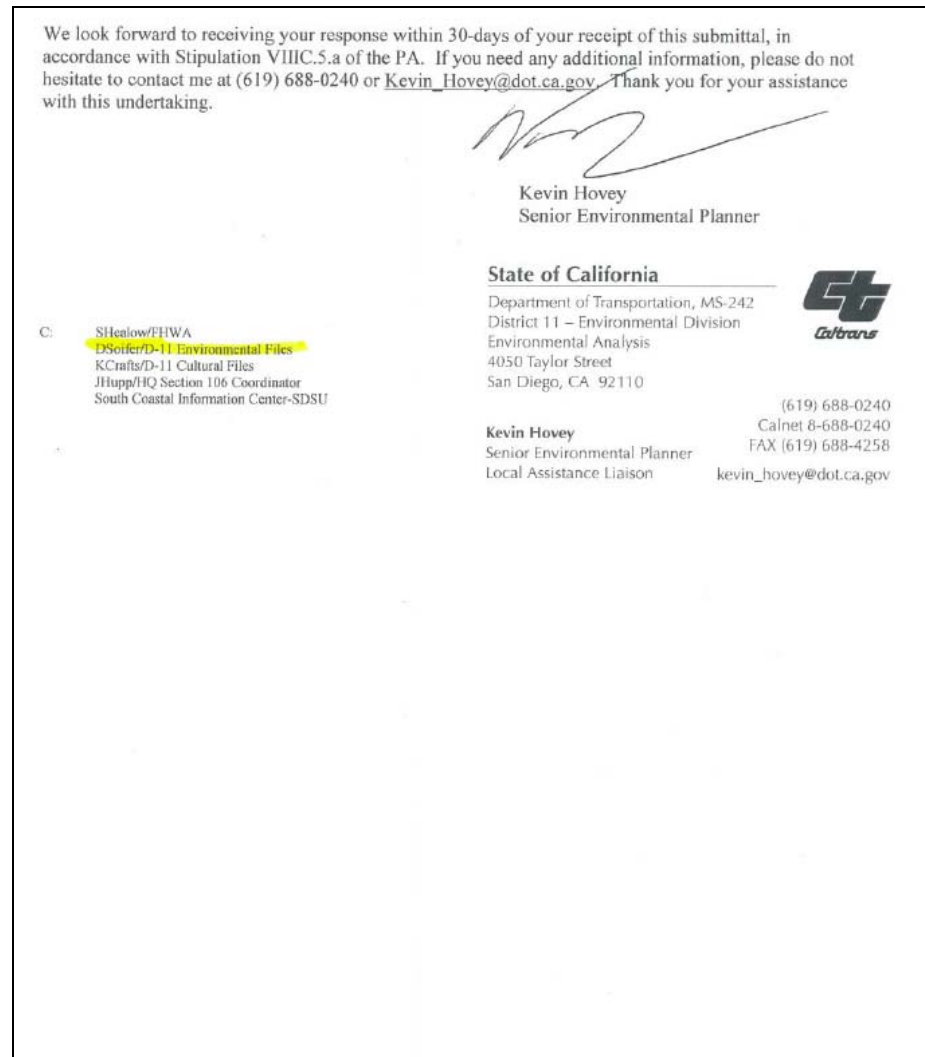 We look forward to receiving your response within 30-days of your receipt of this submittal, in
accordance with Stipulation VIIIC.5.a of the PA. If you need any additional information, please do not
hesitate to contact me at (619) 688-0240 or Kevin_Hovey@dot.ca.gov. Thank you for your assistance
with this undertaking.
Kevin Hovey
Senior Environmental Planner
State of California
Department of Transportation, MS-242
District 11 – Environmental Division
Environmental Analysis
4050 Taylor Street
San Diego, CA 92110
Caltrans
(619) 688-0240
Calnet 8-688-0240
FAX (619) 688-4258
Kevin Hovey
Senior Environmental Planner
Local Assistance Liaison
kevin_hovey@dot.ca.gov
C: SHealow/FHWA
DSoifer/D-11 Environmental Files
KCrafts/D-11 Cultural Files
JHupp/HQ Section 106 Coordinator
South Coastal Information Center-SDSU